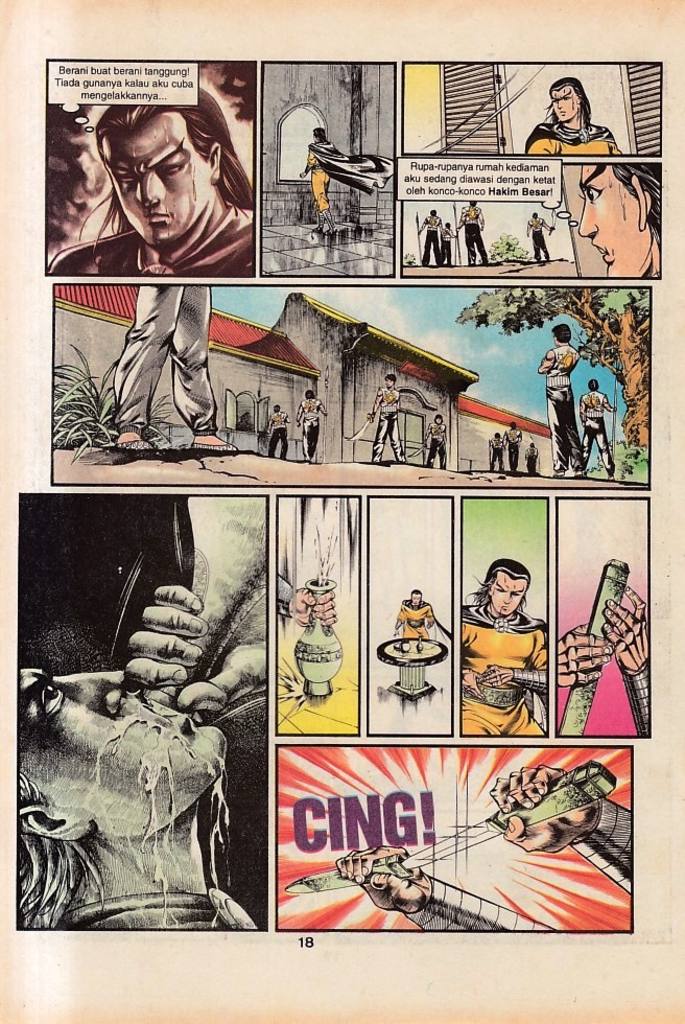 Berani buat berani tanggung!
Tiada gunanya kalau aku cuba
mengelakkannya...
Rupa-rupanya rumah kediaman
aku sedang diawasi dengan ketat
oleh konco-konco Hakim Besar!
CING!
18